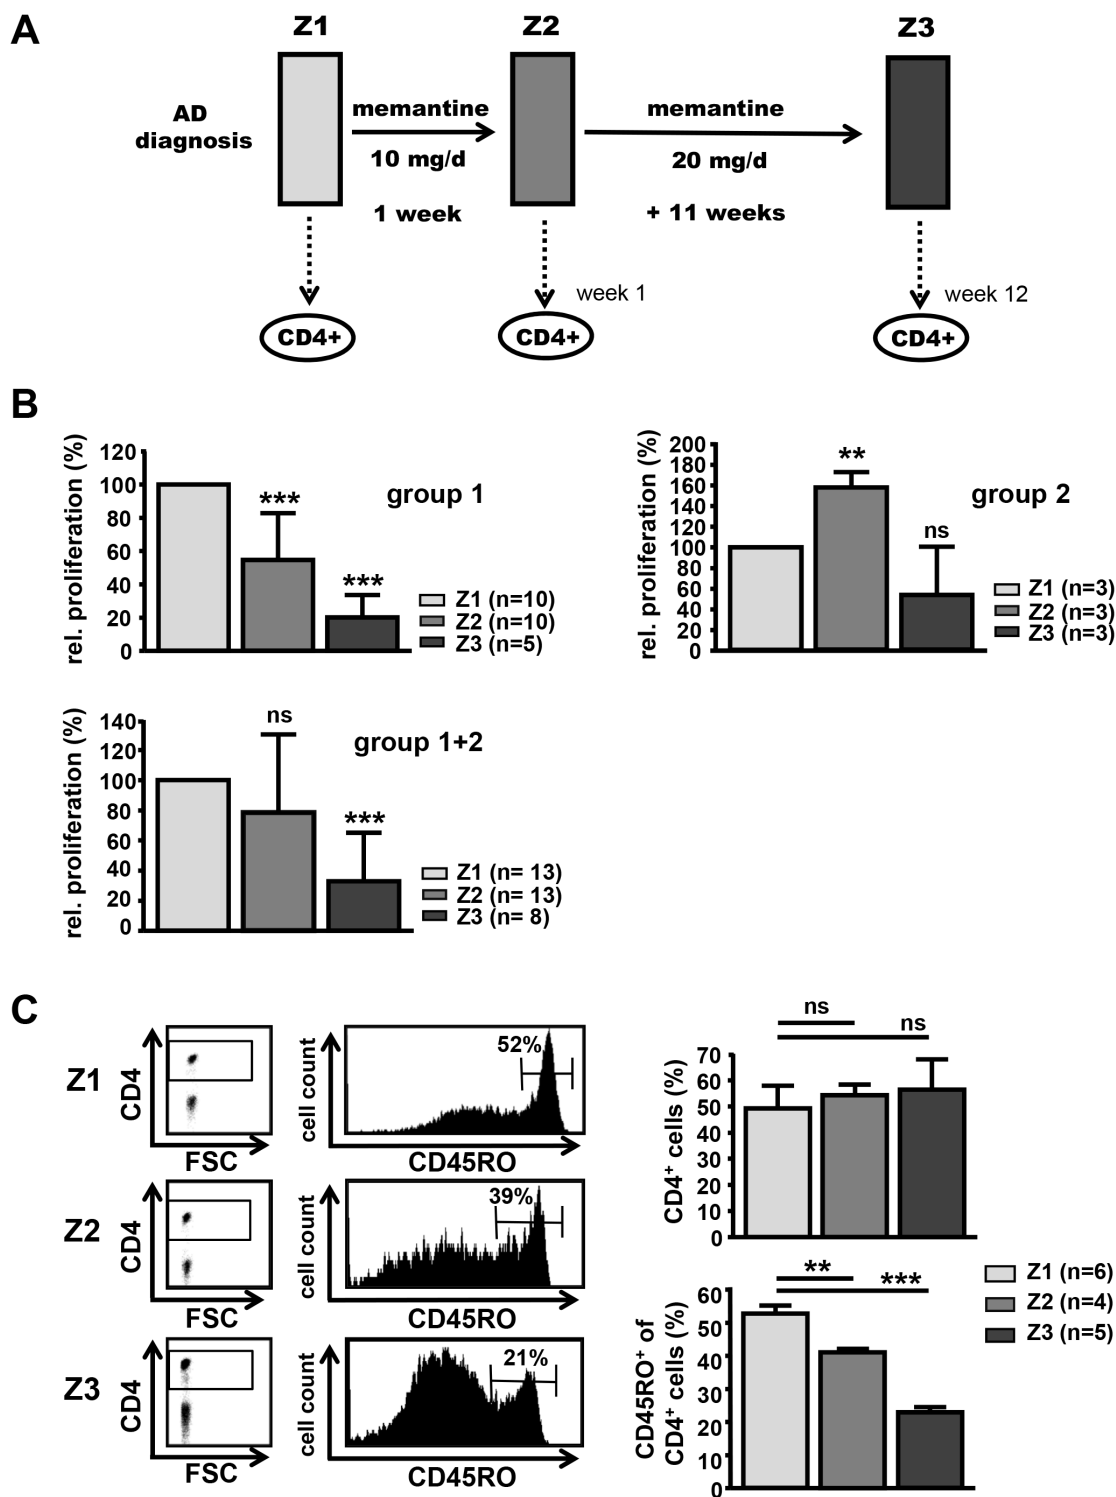 A
Z1
Z2
Z3
AD
diagnosis
memantine
10 mg/d
1 week
memantine
20 mg/d
+ 11 weeks
week 1
week 12
CD4+
CD4+
CD4+
B
rel. proliferation (%)
120
100
80
60
40
20
0
***
***
group 1
Z1 (n=10)
Z2 (n=10)
Z3 (n=5)
rel. proliferation (%)
200
180
160
140
120
100
80
60
40
20
0
**
ns
group 2
Z1 (n=3)
Z2 (n=3)
Z3 (n=3)
rel. proliferation (%)
140
120
100
80
60
40
20
0
ns
***
group 1+2
Z1 (n= 13)
Z2 (n= 13)
Z3 (n= 8)
C
Z1
CD4
FSC
cell count
52%
CD45RO
Z2
CD4
FSC
cell count
39%
CD45RO
Z3
CD4
FSC
cell count
21%
CD45RO
ns
ns
CD4+ cells (%)
70
60
50
40
30
20
10
0
**
***
CD45RO+ of
CD4+ cells (%)
60
50
40
30
20
10
0
Z1 (n=6)
Z2 (n=4)
Z3 (n=5)